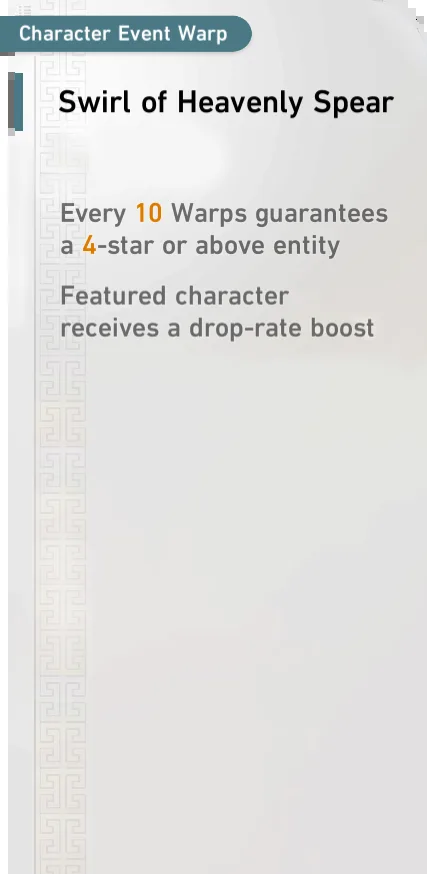 Character Event Warp
Swirl of Heavenly Spear
Every 10 Warps guarantees
a 4-star or above entity
Featured character
receives a drop-rate boost